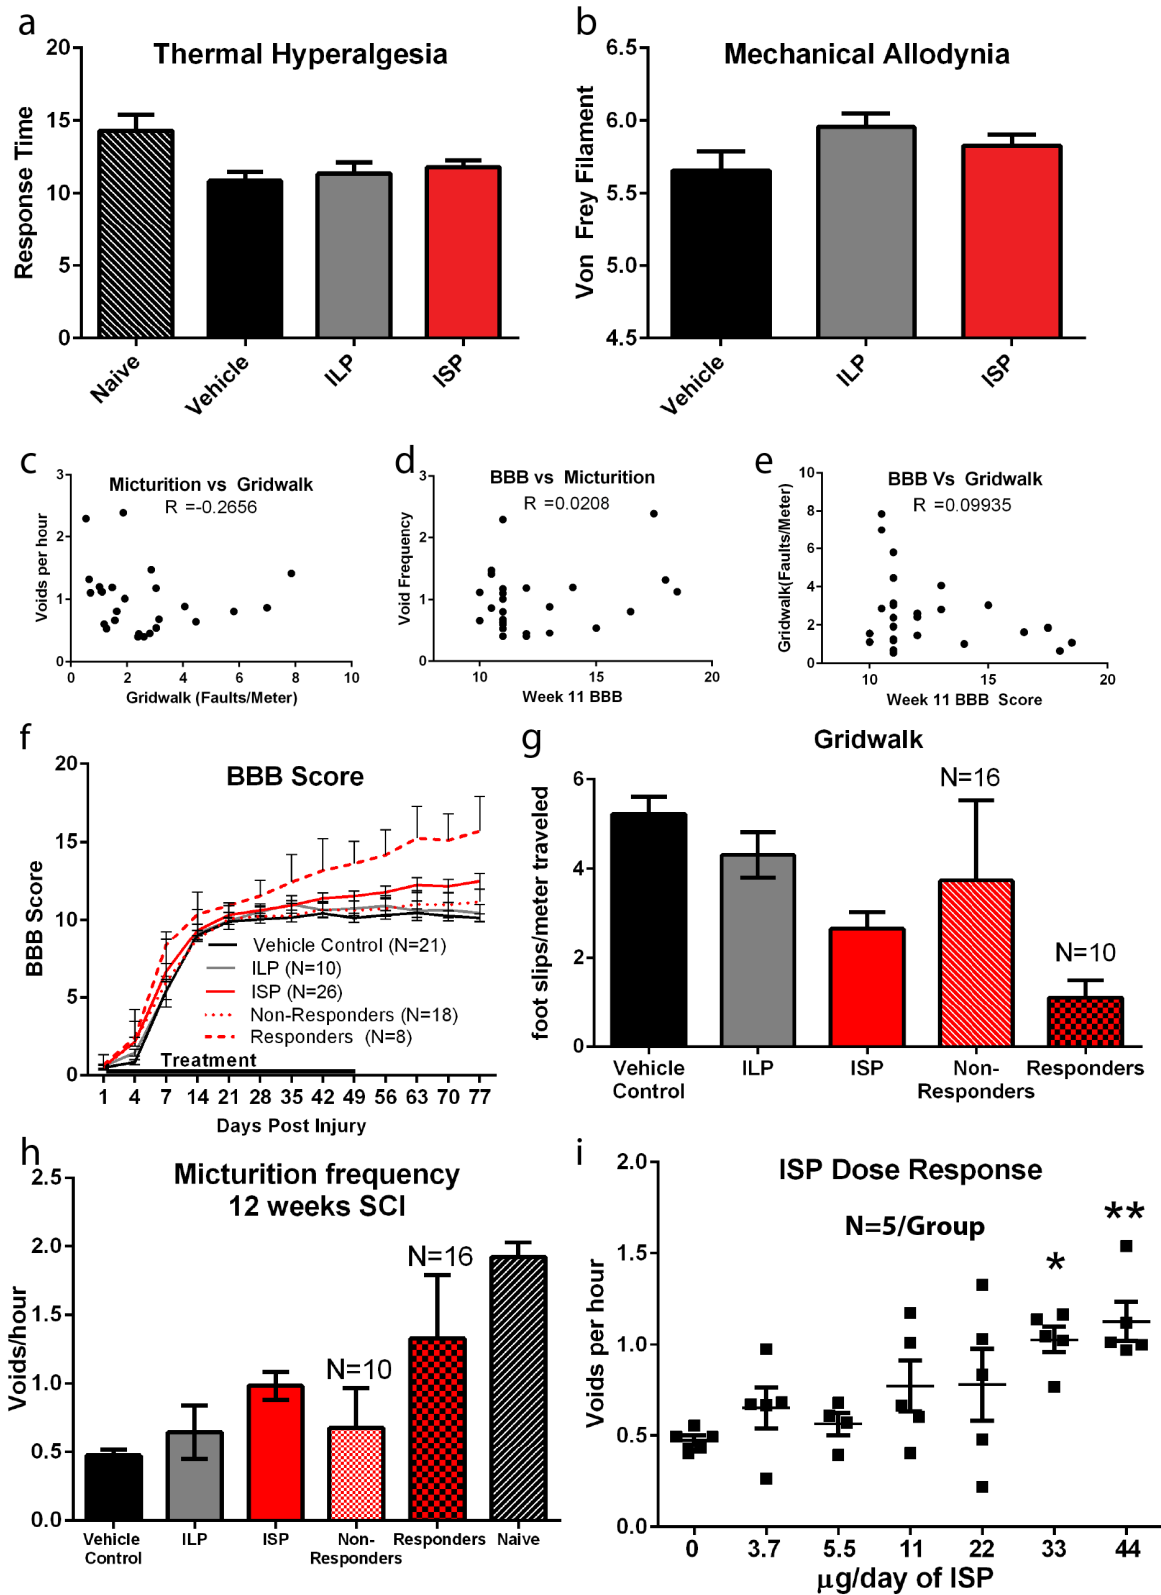 a
Thermal Hyperalgesia
Response Time
20
15
10
5
0
Naive
Vehicle
ILP
ISP
b
Mechanical Allodynia
Von Frey Filament
6.5
6.0
5.5
5.0
4.5
Vehicle
ILP
ISP
c
Micturition vs Gridwalk
R =-0.2656
Voids per hour
3
2
1
0
0 2 4 6 8 10
Gridwalk (Faults/Meter)
d
BBB vs Micturition
R =0.0208
Void Frequency
3
2
1
0
10 15 20
Week 11 BBB
e
BBB Vs Gridwalk
R =0.09935
Gridwalk(Faults/Meter)
10
8
6
4
2
0
10 15 20
Week 11 BBB Score
f
BBB Score
BBB Score
20
15
10
5
0
Vehicle Control (N=21)
ILP (N=10)
ISP (N=26)
Non-Responders (N=18)
Responders (N=8)
Treatment
1 4 7 14 21 28 35 42 49 56 63 70 77
Days Post Injury
g
Gridwalk
foot slips/meter traveled
6
4
2
0
N=16
N=10
Vehicle
Control
ILP
ISP
Non-
Responders
Responders
h
Micturition frequency
12 weeks SCI
Voids/hour
2.5
2.0
1.5
1.0
0.5
0.0
N=10
N=16
Vehicle
Control
ILP
ISP
Non-
Responders
Responders
Naive
i
ISP Dose Response
N=5/Group
Voids per hour
2.0
1.5
1.0
0.5
0.0
*
**
0 3.7 5.5 11 22 33 44
μg/day of ISP